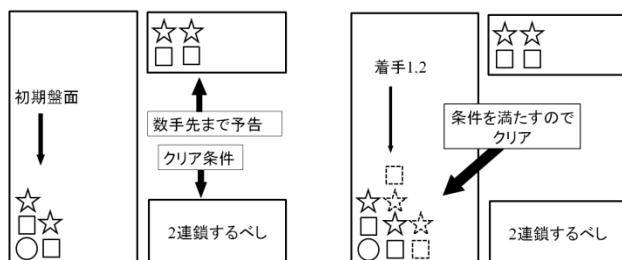 初期盤面
数手先まで予告
クリア条件
2連鎖するべし
着手1,2
条件を満たすので
クリア
2連鎖するべし